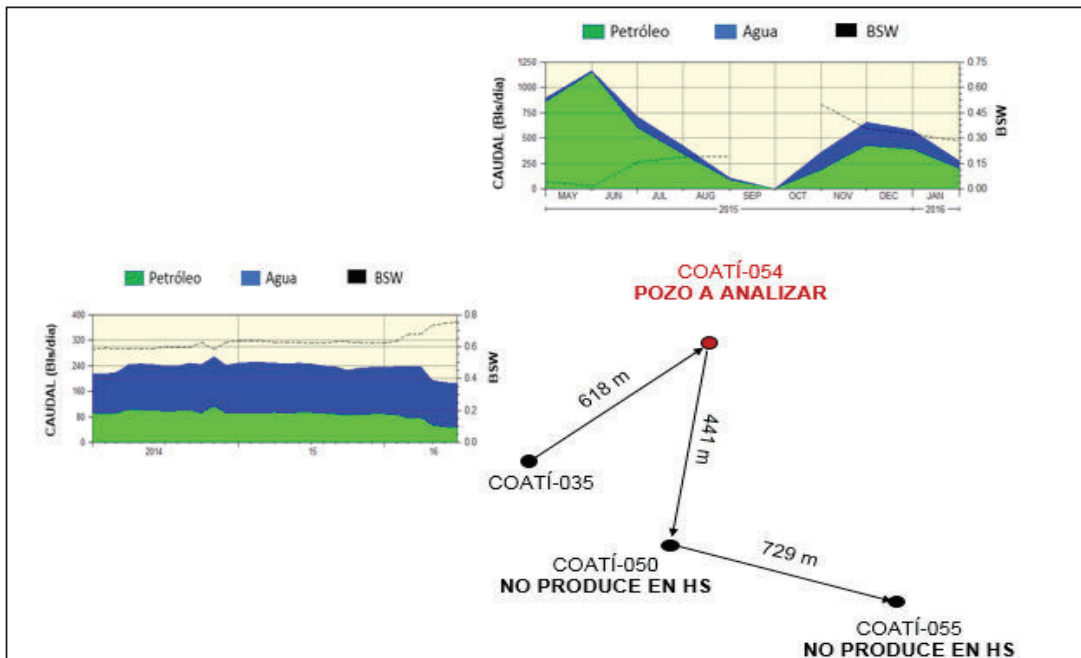 Petróleo Agua BSW
CAUDAL (Bls/día)
1250
1000
750
500
250
0
0.75
0.60
0.45
0.30
0.15
0.00
BSW
MAY JUN JUL AUG SEP OCT NOV DEC JAN
2015 2016
Petróleo Agua BSW
CAUDAL (Bls/día)
400
320
240
160
80
0
0.8
0.6
0.4
0.2
0.0
BSW
2014 15 16
COATÍ-054
POZO A ANALIZAR
618 m
441 m
COATÍ-035
729 m
COATÍ-050
NO PRODUCE EN HS
COATÍ-055
NO PRODUCE EN HS